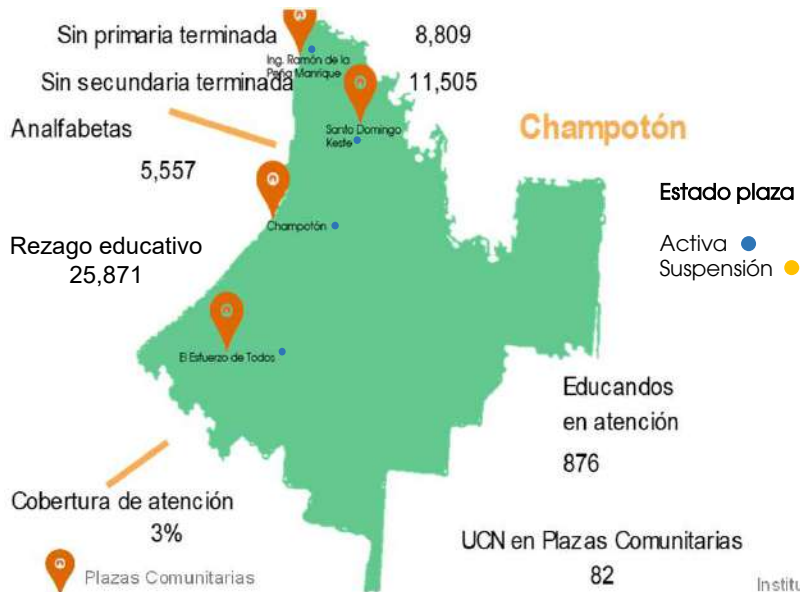 Sin primaria terminada 8,809
Ing. Ramón de la
Peña Manrique
Sin secundaria terminada 11,505
Analfabetas
5,557
Santo Domingo
Keste
Champotón
Estado plaza
Activa
Suspensión
Champotón
Rezago educativo
25,871
El Esfuerzo de Todos
Educandos
en atención
876
Cobertura de atención
3%
UCN en Plazas Comunitarias
82
Plazas Comunitarias
Institu